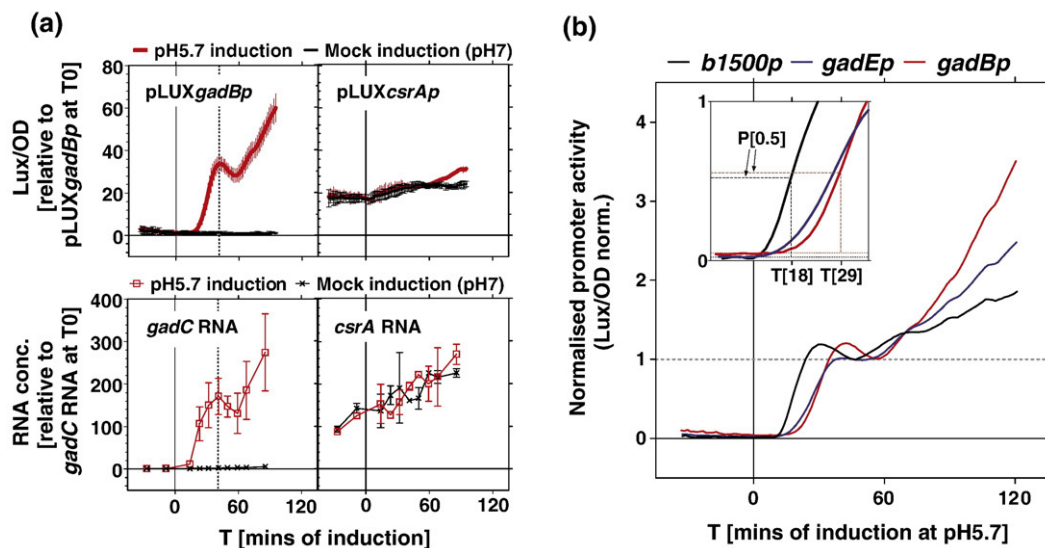 (a)
pH5.7 induction Mock induction (pH7)
80
60
40
20
0
Lux/OD
[relative to
pLUXgadBp at T0]
pLUXgadBp
pLUXcsrAp
pH5.7 induction Mock induction (pH7)
400
300
200
100
0
RNA conc.
[relative to
gadC RNA at T0]
gadC RNA
csrA RNA
0 60 120 0 60 120
T [mins of induction]
(b)
b1500p gadEp gadBp
4
3
2
1
0
Normalised promoter activity
(Lux/OD norm.)
1
P[0.5]
0
T[18] T[29]
0 60 120
T [mins of induction at pH5.7]